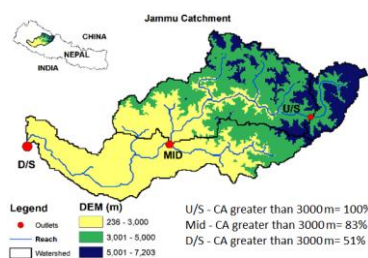 Jammu Catchment
CHINA
NEPAL
INDIA
U/S
MID
D/S
Legend
Outlets
Reach
Watershed
DEM (m)
236 - 3,000
3,001 - 5,000
5,001 - 7,203
U/S - CA greater than 3000m= 100%
Mid - CA greater than 3000m= 83%
D/S - CA greater than 3000m= 51%